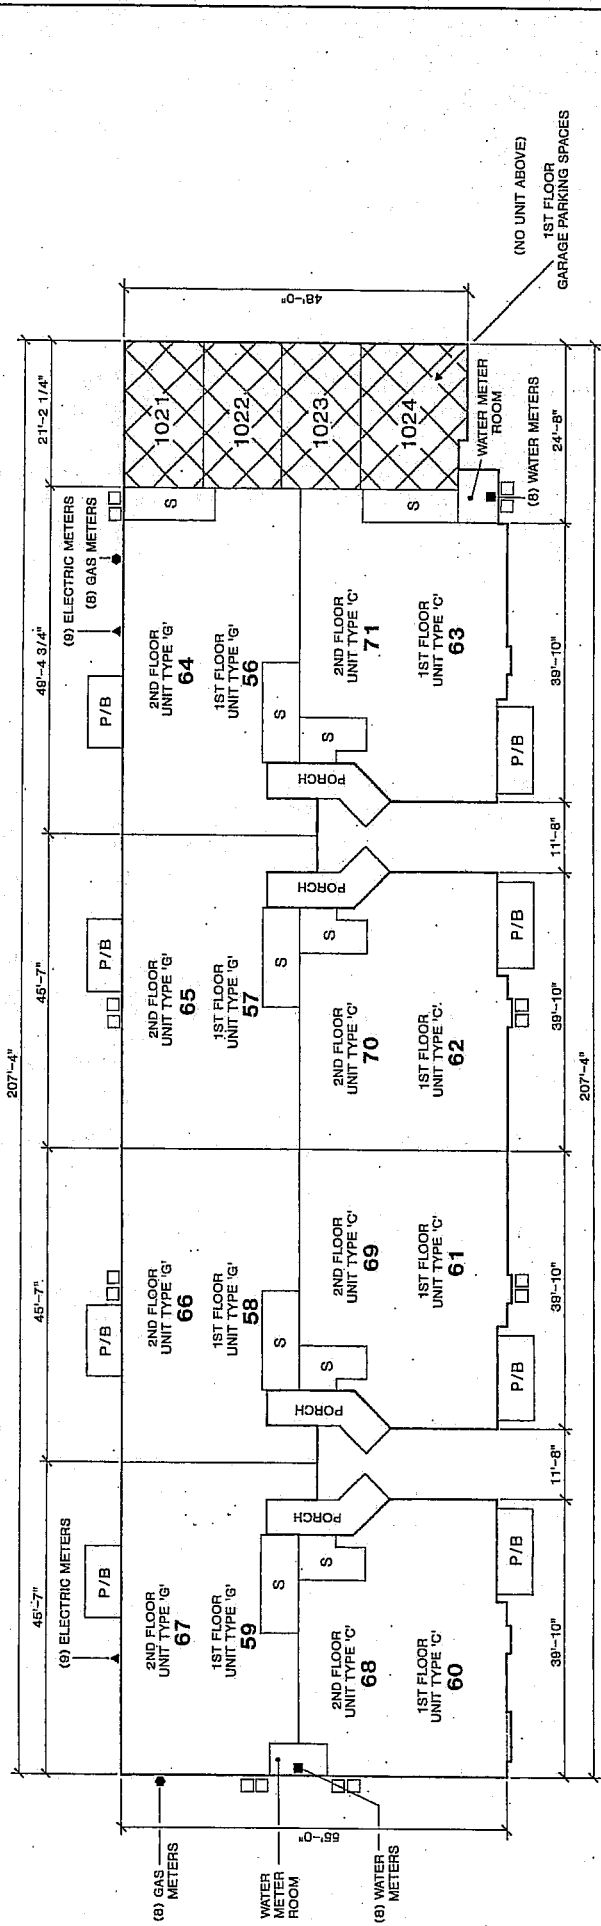 207'-4"
45'-7"
45'-7"
45'-7"
49'-4 3/4"
21'-2 1/4"
(9) ELECTRIC METERS
(9) ELECTRIC METERS
(8) GAS METERS
P/B
P/B
P/B
P/B
(8) GAS
METERS
2ND FLOOR
UNIT TYPE 'G'
67
2ND FLOOR
UNIT TYPE 'G'
66
2ND FLOOR
UNIT TYPE 'G'
65
2ND FLOOR
UNIT TYPE 'G'
64
1ST FLOOR
UNIT TYPE 'G'
59
1ST FLOOR
UNIT TYPE 'G'
58
1ST FLOOR
UNIT TYPE 'G'
57
1ST FLOOR
UNIT TYPE 'G'
56
S
1021
1022
1023
1024
48'-0"
WATER
METER
ROOM
S
S
S
S
PORCH
PORCH
PORCH
PORCH
S
S
S
S
55'-0"
2ND FLOOR
UNIT TYPE 'C'
68
2ND FLOOR
UNIT TYPE 'C'
69
2ND FLOOR
UNIT TYPE 'C'
70
2ND FLOOR
UNIT TYPE 'C'
71
S
(8) WATER
METERS
1ST FLOOR
UNIT TYPE 'C'
60
1ST FLOOR
UNIT TYPE 'C'
61
1ST FLOOR
UNIT TYPE 'C'.
62
1ST FLOOR
UNIT TYPE 'C'
63
WATER METER
ROOM
P/B
P/B
P/B
P/B
(8) WATER METERS
(NO UNIT ABOVE)
1ST FLOOR
GARAGE PARKING SPACES
39'-10"
11'-8"
39'-10"
39'-10"
11'-8"
39'-10"
24'-8"
207'-4"